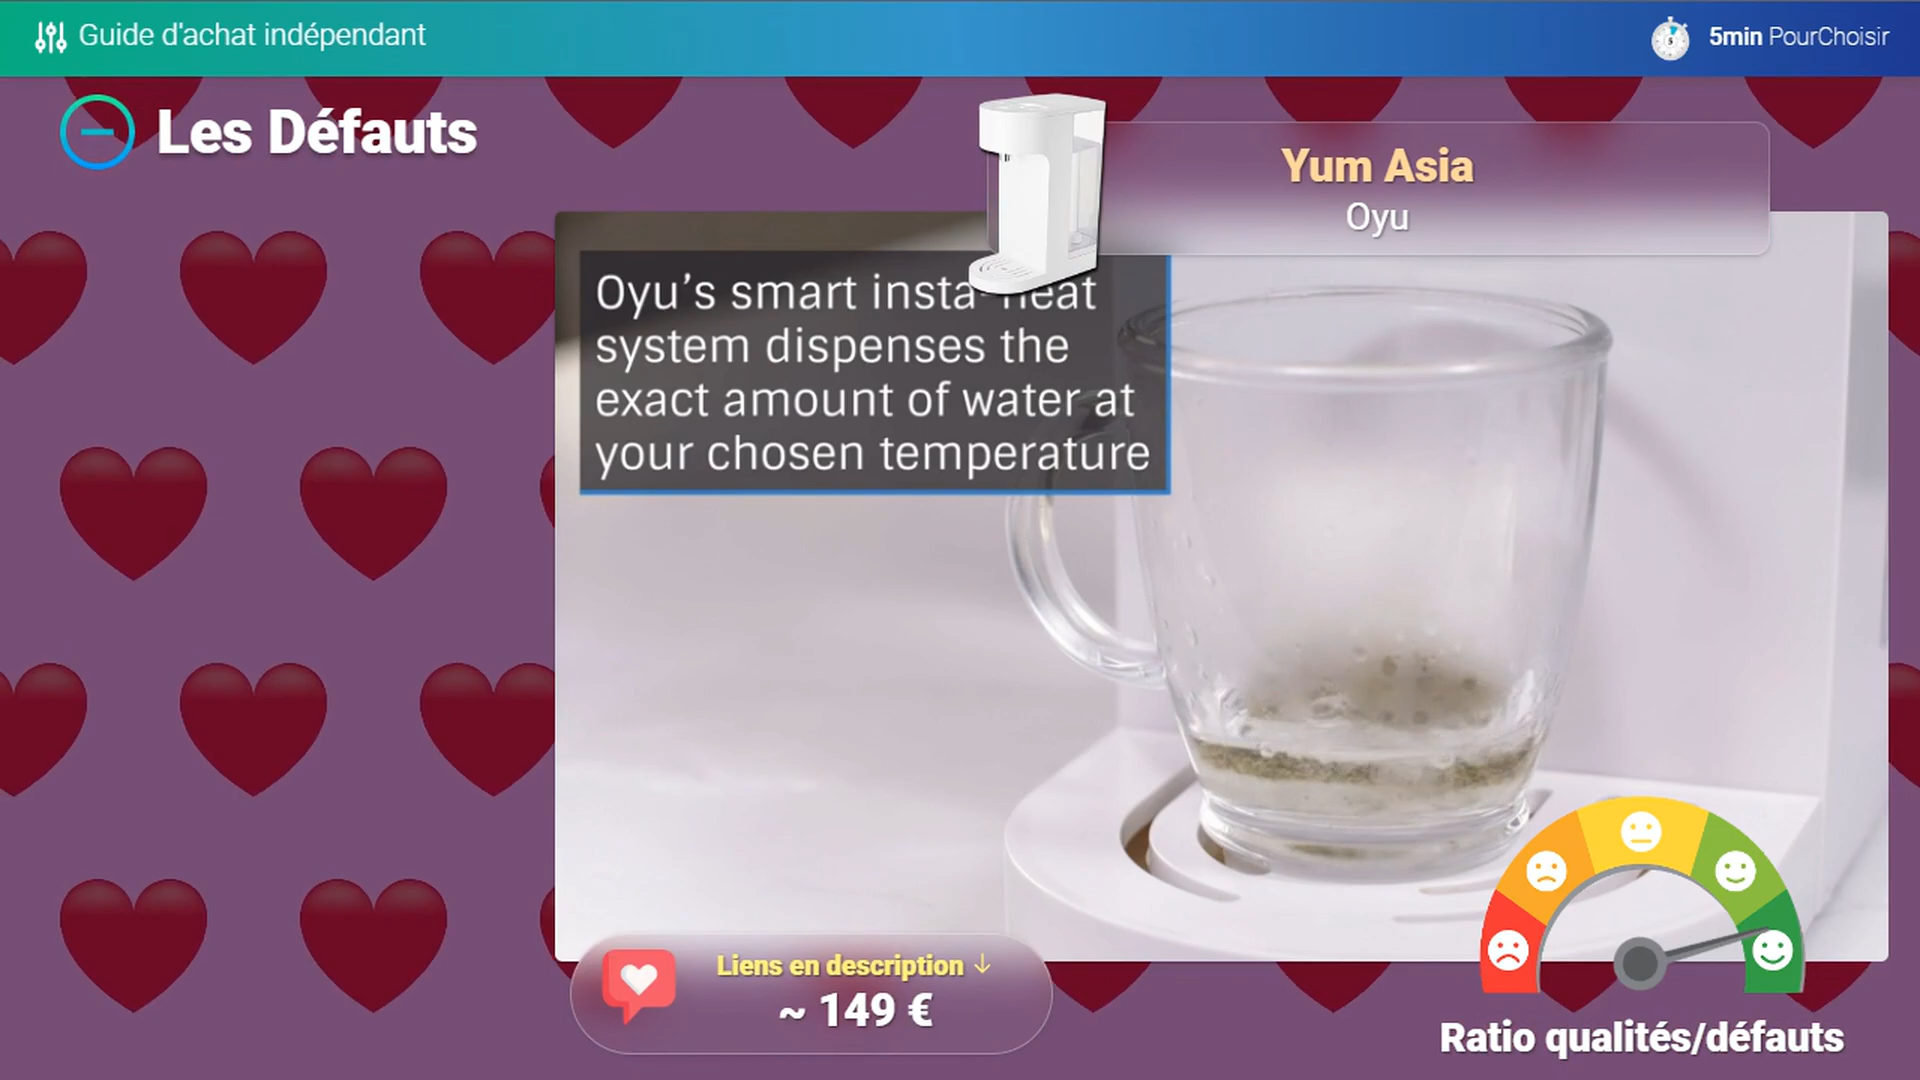 Guide d'achat indépendant
5min PourChoisir
Les Défauts
Yum Asia
Oyu
Oyu’s smart insta-heat
system dispenses the
exact amount of water at
your chosen temperature
Liens en description ↓
~ 149 €
Ratio qualités/défauts